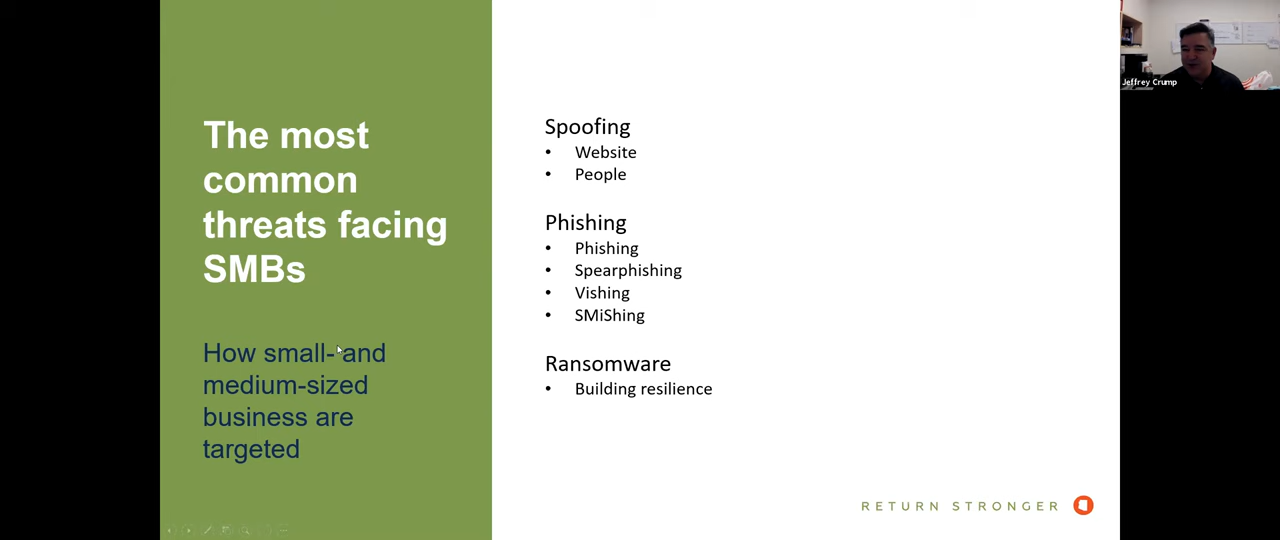 The most
common
threats facing
SMBs
How small- and
medium-sized
business are
targeted
Spoofing
• Website
• People
Phishing
• Phishing
• Spearphishing
• Vishing
• SMiShing
Ransomware
• Building resilience
RETURN STRONGER
Jeffrey Crump